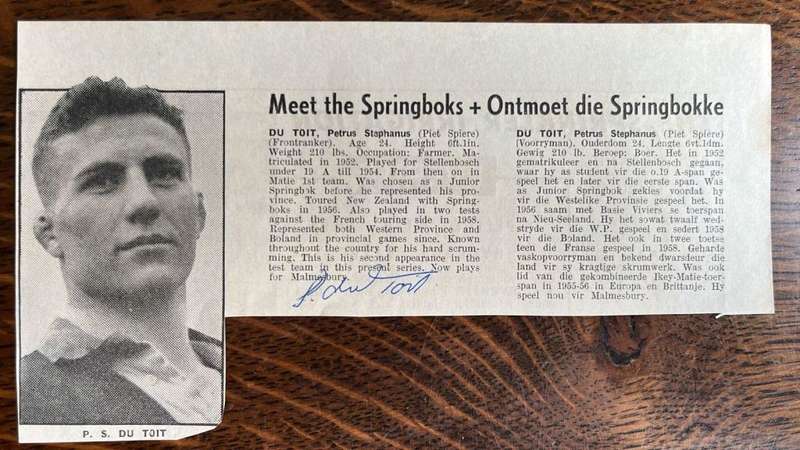 Meet the Springboks + Ontmoet die Springbokke
DU TOIT, Petrus Stephanus (Piet Spiere)
(Frontranker). Age 24. Height 6ft.1in.
Weight 210 lbs. Occupation: Farmer. Ma-
triculated in 1952. Played for Stellenbosch
under 19 A till 1954. From then on in
Matie 1st team. Was chosen as a Junior
Springbok before he represented his pro-
vince. Toured New Zealand with Spring-
boks in 1956. Also played in two tests
against the French touring side in 1958.
Represented both Western Province and
Boland in provincial games since. Known
throughout the country for his hard scrum-
ming. This is his second appearance in the
test team in this present series. Now plays
for Malmesbury.
P. du Toit
DU TOIT, Petrus Stephanus (Piet Spiere)
(Voorryman). Ouderdom 24. Lengte 6vt.1dm.
Gewig 210 lb. Beroep: Boer. Het in 1952
gematrikuleer en na Stellenbosch gegaan,
waar hy as student vir die o.19 A-span ge-
speel het en later vir die eerste span. Was
as Junior Springbok gekies voordat hy
vir die Westelike Provinsie gespeel het. In
1956 saam met Basie Viviers se toerspan
na Nieu-Seeland. Hy het sowat twaalf wed-
stryde vir die W.P. gespeel en sedert 1958
vir die Boland. Het ook in twee toetse
teen die Franse gespeel in 1958. Geharde
vaskopvoorryman en bekend dwarsdeur die
land vir sy kragtige skrumwerk. Was ook
lid van die gekombineerde Ikey-Matie-toer-
span in 1955-56 in Europa en Brittanje. Hy
speel nou vir Malmesbury.
P. S. DU TOIT